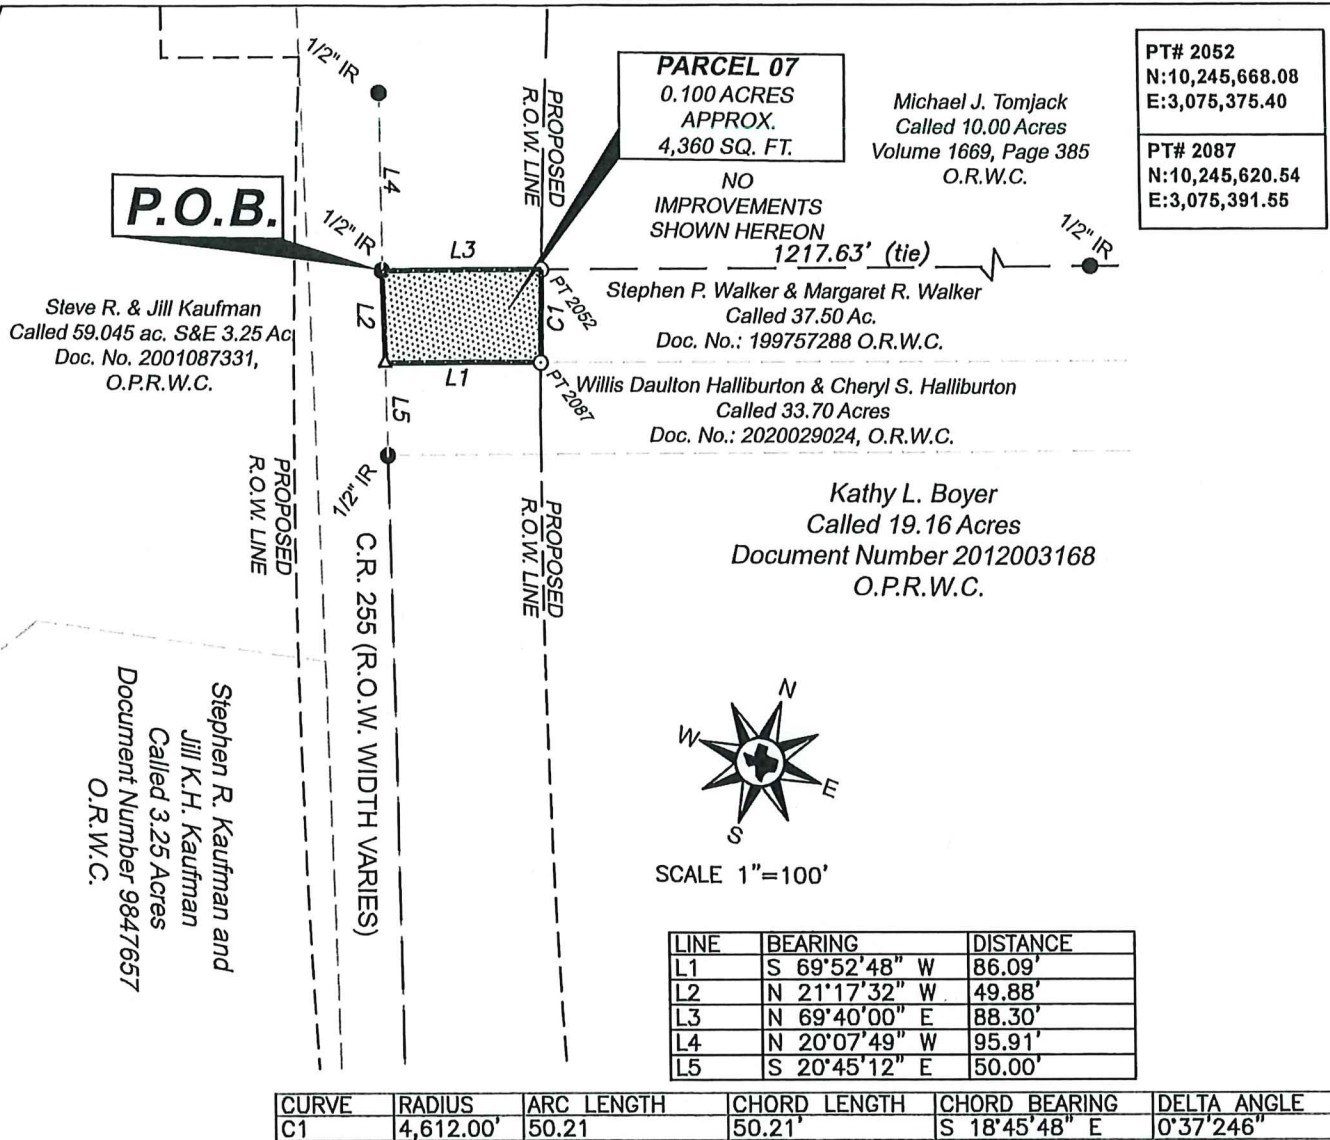 1/2" IR
L4
PROPOSED
R.O.W. LINE
PARCEL 07
0.100 ACRES
APPROX.
4,360 SQ. FT.
Michael J. Tomjack
Called 10.00 Acres
Volume 1669, Page 385
O.R.W.C.
PT# 2052
N:10,245,668.08
E:3,075,375.40
PT# 2087
N:10,245,620.54
E:3,075,391.55
NO
IMPROVEMENTS
SHOWN HEREON
P.O.B.
1/2" IR
L3
1217.63' (tie)
1/2" IR
Steve R. & Jill Kaufman
Called 59.045 ac. S&E 3.25 Ac
Doc. No. 2001087331,
O.P.R.W.C.
L2
C1
PT 2052
Stephen P. Walker & Margaret R. Walker
Called 37.50 Ac.
Doc. No.: 199757288 O.R.W.C.
L1
PT 2087
Willis Daulton Halliburton & Cheryl S. Halliburton
Called 33.70 Acres
Doc. No.: 2020029024, O.R.W.C.
L5
1/2" IR
PROPOSED
R.O.W. LINE
PROPOSED
R.O.W. LINE
Kathy L. Boyer
Called 19.16 Acres
Document Number 2012003168
O.P.R.W.C.
C.R. 255 (R.O.W. WIDTH VARIES)
Stephen R. Kaufman and
Jill K.H. Kaufman
Called 3.25 Acres
Document Number 9847657
O.R.W.C.
N
W
E
S
SCALE 1"=100'
LINE BEARING DISTANCE
L1 S 69°52'48" W 86.09'
L2 N 21°17'32" W 49.88'
L3 N 69°40'00" E 88.30'
L4 N 20°07'49" W 95.91'
L5 S 20°45'12" E 50.00'
CURVE RADIUS ARC LENGTH CHORD LENGTH CHORD BEARING DELTA ANGLE
C1 4,612.00' 50.21 50.21' S 18°45'48" E 0°37'246"